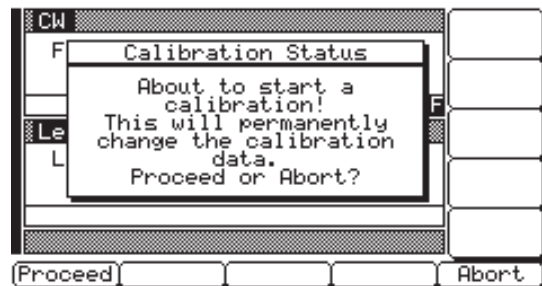 CW
F
Calibration Status
About to start a
calibration!
This will permanently
change the calibration
data.
Proceed or Abort?
F
Le
L
Proceed
Abort